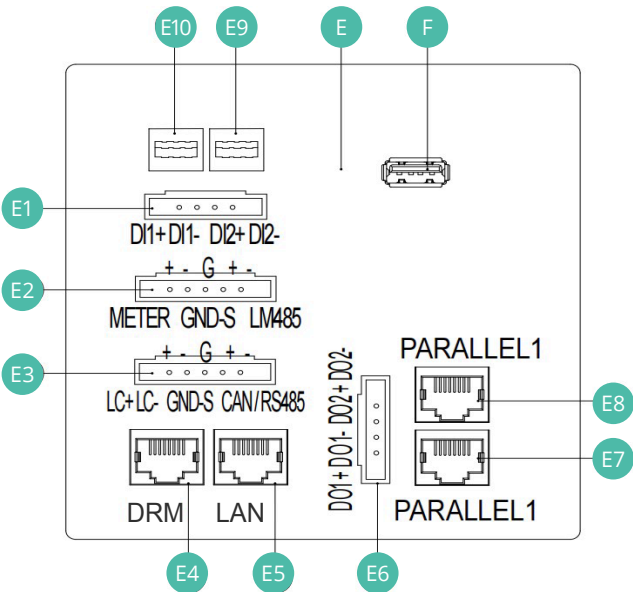 E10 E9 E F
E1
DI1+ DI1- DI2+ DI2-
E2
+ - G + -
METER GND-S LM485
E3
+ - G + -
LC+ LC- GND-S CAN/RS485
DO1+ DO1- DO2+ DO2-
PARALLEL1
E8
E7
PARALLEL1
DRM LAN
E4 E5 E6